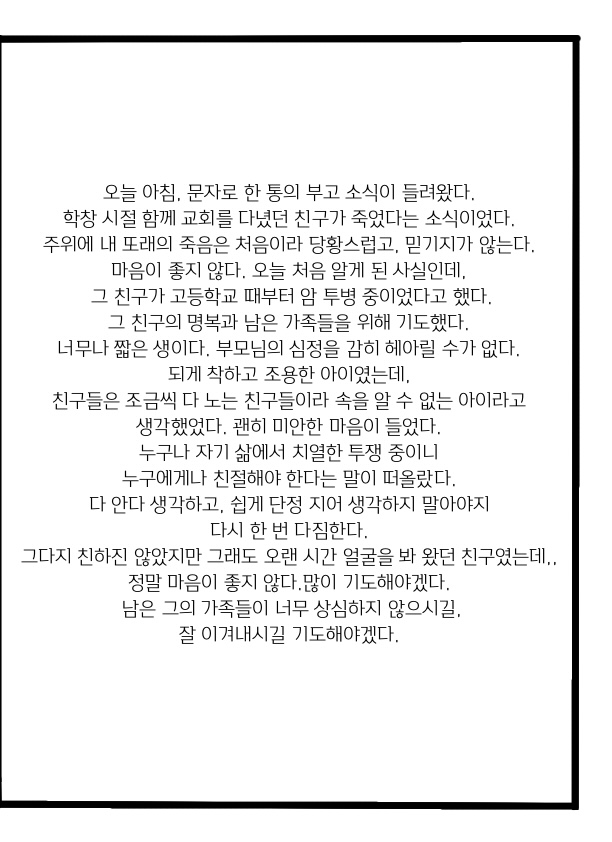 오늘 아침, 문자로 한 통의 부고 소식이 들려왔다.
학창 시절 함께 교회를 다녔던 친구가 죽었다는 소식이었다.
주위에 내 또래의 죽음은 처음이라 당황스럽고, 믿기지가 않는다.
마음이 좋지 않다. 오늘 처음 알게 된 사실인데,
그 친구가 고등학교 때부터 암 투병 중이었다고 했다.
그 친구의 명복과 남은 가족들을 위해 기도했다.
너무나 짧은 생이다. 부모님의 심정을 감히 헤아릴 수가 없다.
되게 착하고 조용한 아이였는데,
친구들은 조금씩 다 노는 친구들이라 속을 알 수 없는 아이라고
생각했었다. 괜히 미안한 마음이 들었다.
누구나 자기 삶에서 치열한 투쟁 중이니
누구에게나 친절해야 한다는 말이 떠올랐다.
다 안다 생각하고, 쉽게 단정 지어 생각하지 말아야지
다시 한 번 다짐한다.
그다지 친하진 않았지만 그래도 오랜 시간 얼굴을 봐 왔던 친구였는데,,
정말 마음이 좋지 않다.많이 기도해야겠다.
남은 그의 가족들이 너무 상심하지 않으시길,
잘 이겨내시길 기도해야겠다.